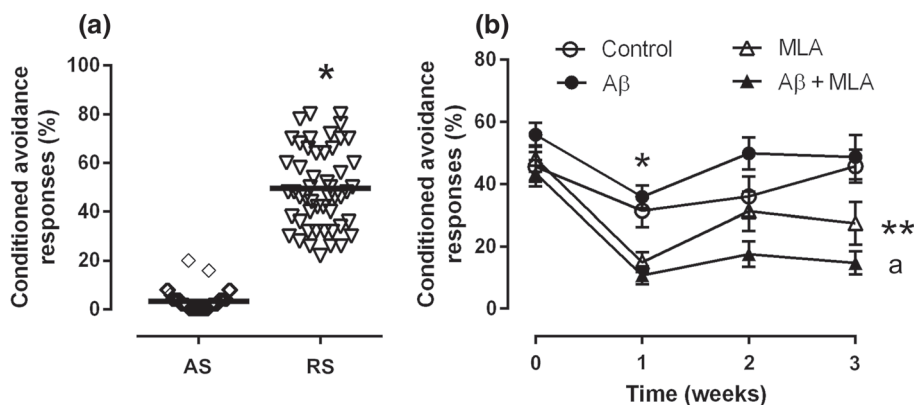 (a)
Conditioned avoidance
responses (%)
100
80
60
40
20
0
*
AS
RS
(b)
Conditioned avoidance
responses (%)
80
60
40
20
0
Control
Aβ
MLA
Aβ + MLA
*
**
a
0
1
2
3
Time (weeks)